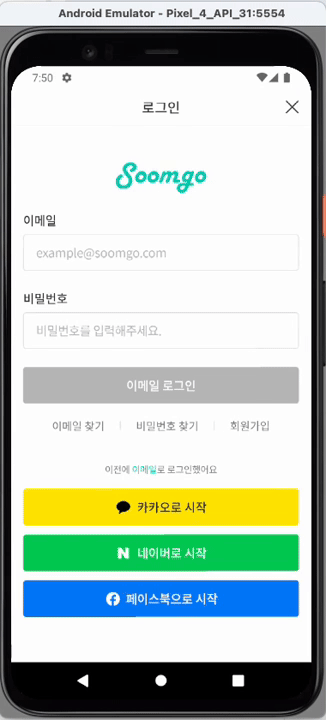 Android Emulator - Pixel_4_API_31:5554
7:50
로그인
Soomgo
이메일
example@soomgo.com
비밀번호
비밀번호를 입력해주세요.
이메일 로그인
이메일 찾기 | 비밀번호 찾기 | 회원가입
이전에 이메일로 로그인했어요
카카오로 시작
N 네이버로 시작
페이스북으로 시작